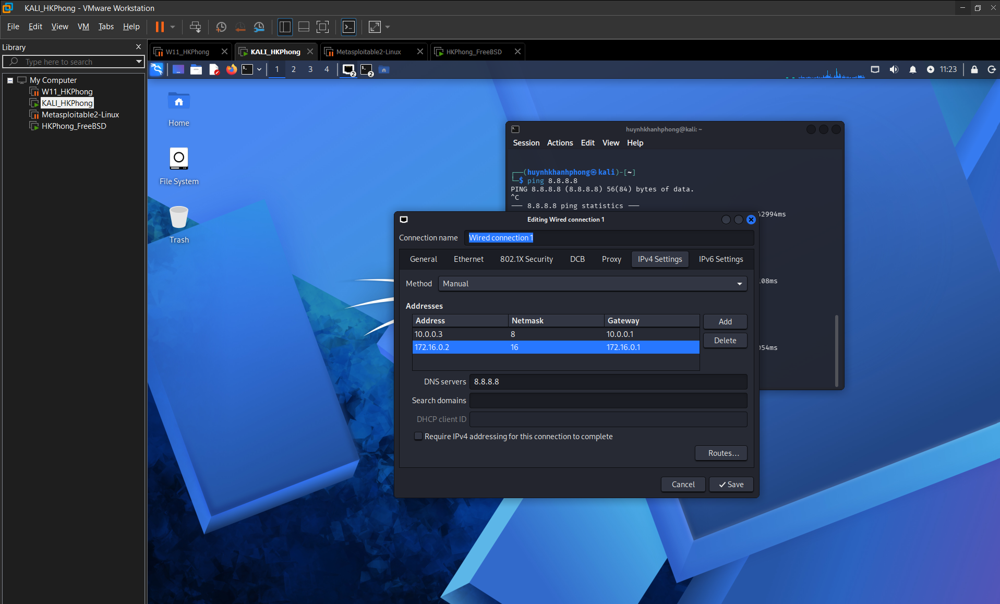 KALI_HKPhong - VMware Workstation
File Edit View VM Tabs Help
Library
Type here to search
My Computer
W11_HKPhong
KALI_HKPhong
Metasploitable2-Linux
HKPhong_FreeBSD
W11_HKPhong
KALI_HKPhong
Metasploitable2-Linux
HKPhong_FreeBSD
1 2 3 4 2 2 11:23
Home
File System
Trash
huynhkhanhphong@kali: ~
Session Actions Edit View Help
(huynhkhanhphong㉿kali)-[~]
$ ping 8.8.8.8
PING 8.8.8.8 (8.8.8.8) 56(84) bytes of data.
^C
--- 8.8.8.8 ping statistics ---
2994ms
08ms
54ms
Editing Wired connection 1
Connection name Wired connection 1
General Ethernet 802.1X Security DCB Proxy IPv4 Settings IPv6 Settings
Method Manual
Addresses
Address Netmask Gateway
10.0.0.3 8 10.0.0.1
172.16.0.2 16 172.16.0.1
Add
Delete
DNS servers 8.8.8.8
Search domains
DHCP client ID
Require IPv4 addressing for this connection to complete
Routes…
Cancel Save